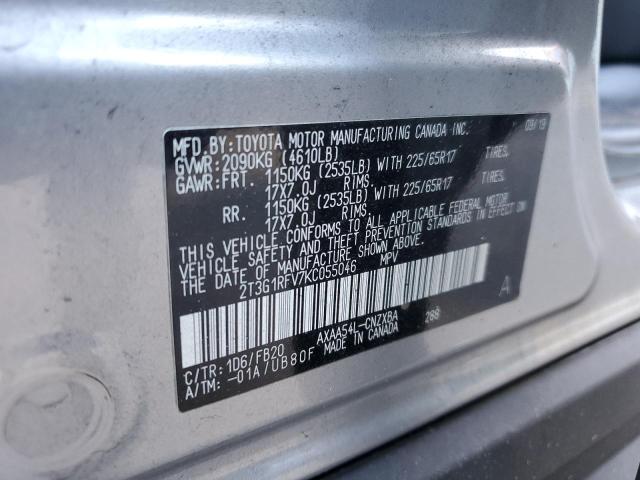 MFD.BY:TOYOTA MOTOR MANUFACTURING CANADA INC. 09/19
GVWR:2090KG (4610LB)
GAWR:FRT. 1150KG (2535LB) WITH 225/65R17 TIRES.
17X7.0J RIMS.
RR. 1150KG (2535LB) WITH 225/65R17 TIRES.
17X7.0J RIMS.
THIS VEHICLE CONFORMS TO ALL APPLICABLE FEDERAL MOTOR
VEHICLE SAFETY AND THEFT PREVENTION STANDARDS IN EFFECT ON
THE DATE OF MANUFACTURE SHOWN ABOVE.
2T3G1RFV7KC055046 MPV
A
AXAA54L-CNZXBA 288
C/TR: 1D6/FB20 MADE IN CANADA
A/TM: -01A/UB80F